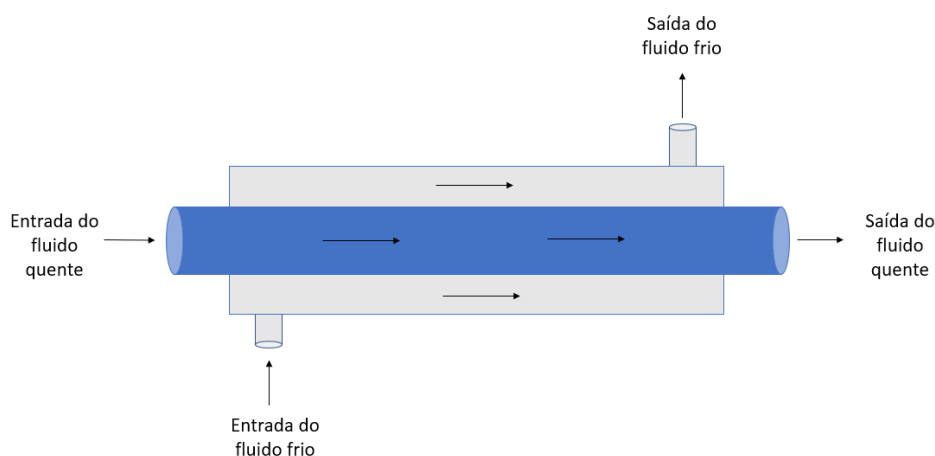 Saída do
fluido frio
Entrada do
fluido
quente
Saída do
fluido
quente
Entrada do
fluido frio